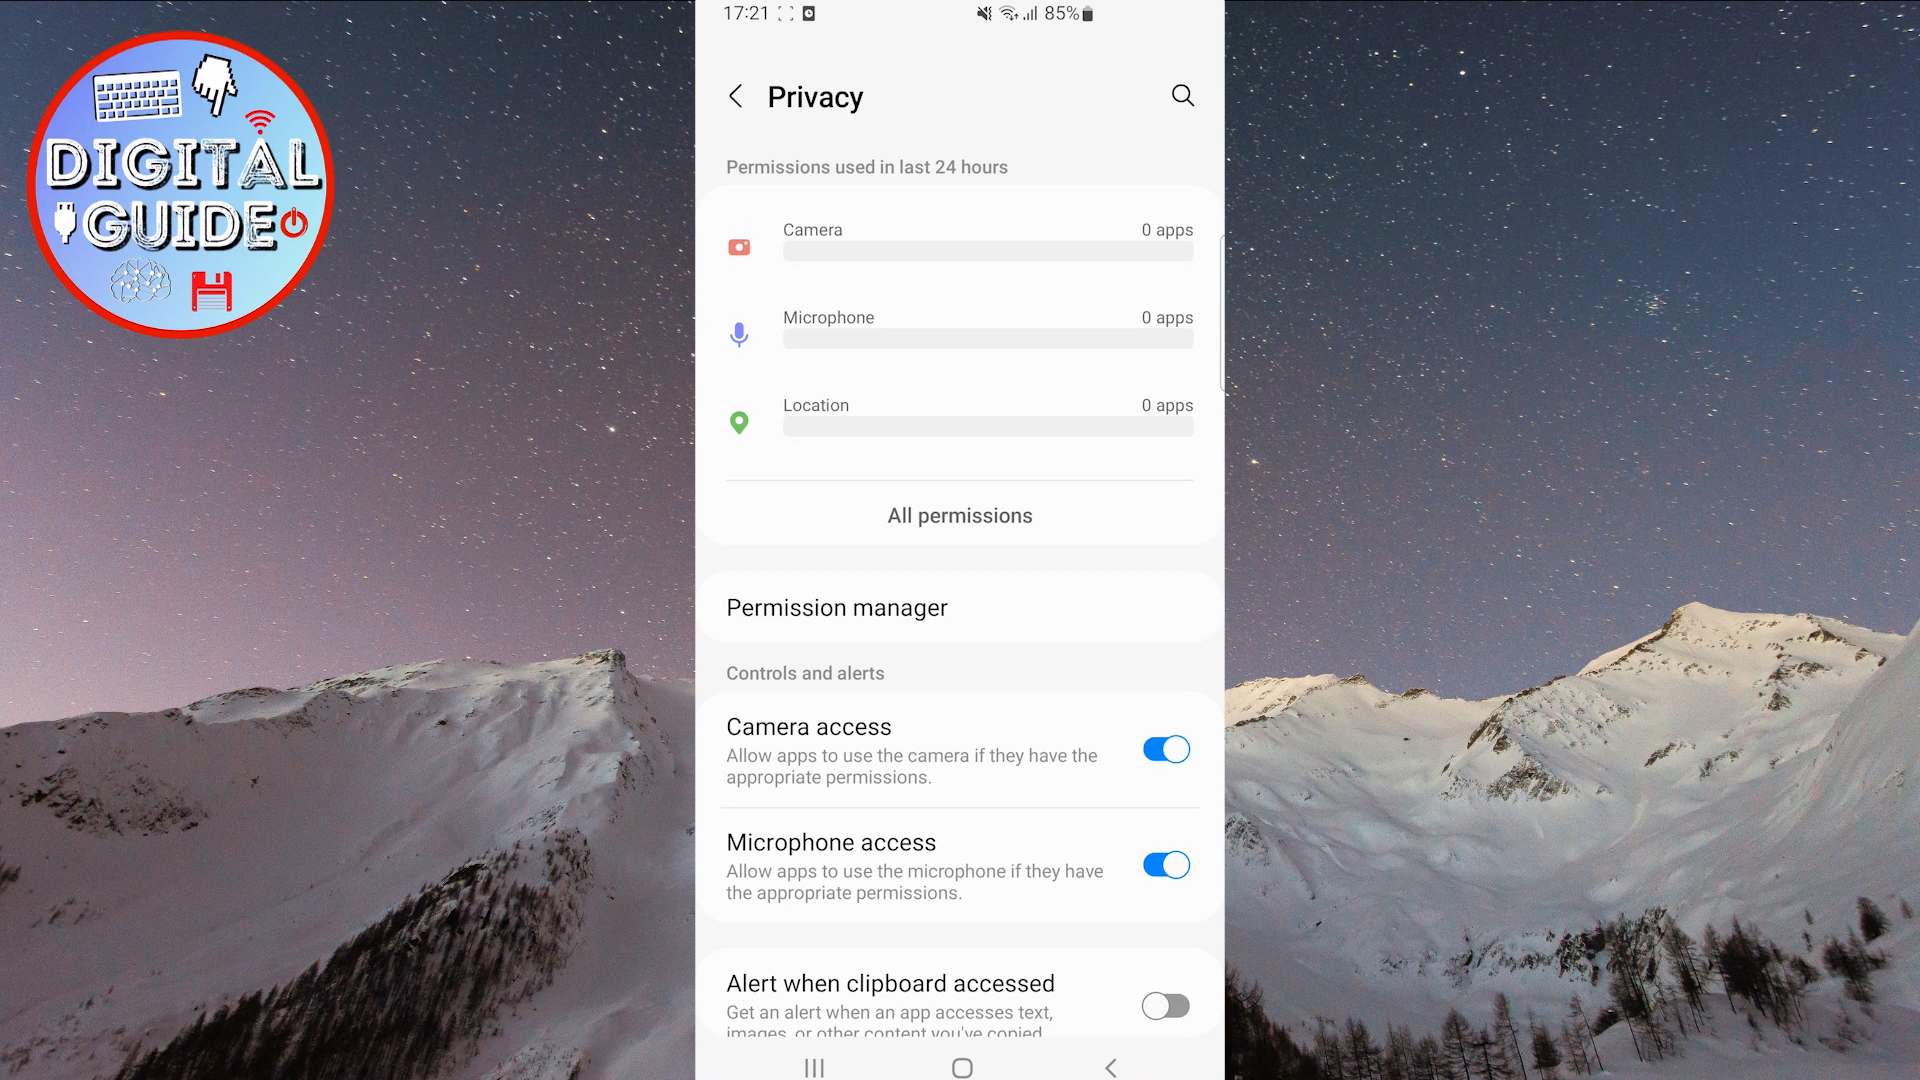 DIGITAL
GUIDE
17:21
85%
Privacy
Permissions used in last 24 hours
Camera
0 apps
Microphone
0 apps
Location
0 apps
All permissions
Permission manager
Controls and alerts
Camera access
Allow apps to use the camera if they have the
appropriate permissions.
Microphone access
Allow apps to use the microphone if they have
the appropriate permissions.
Alert when clipboard accessed
Get an alert when an app accesses text,
images, or other content you've copied